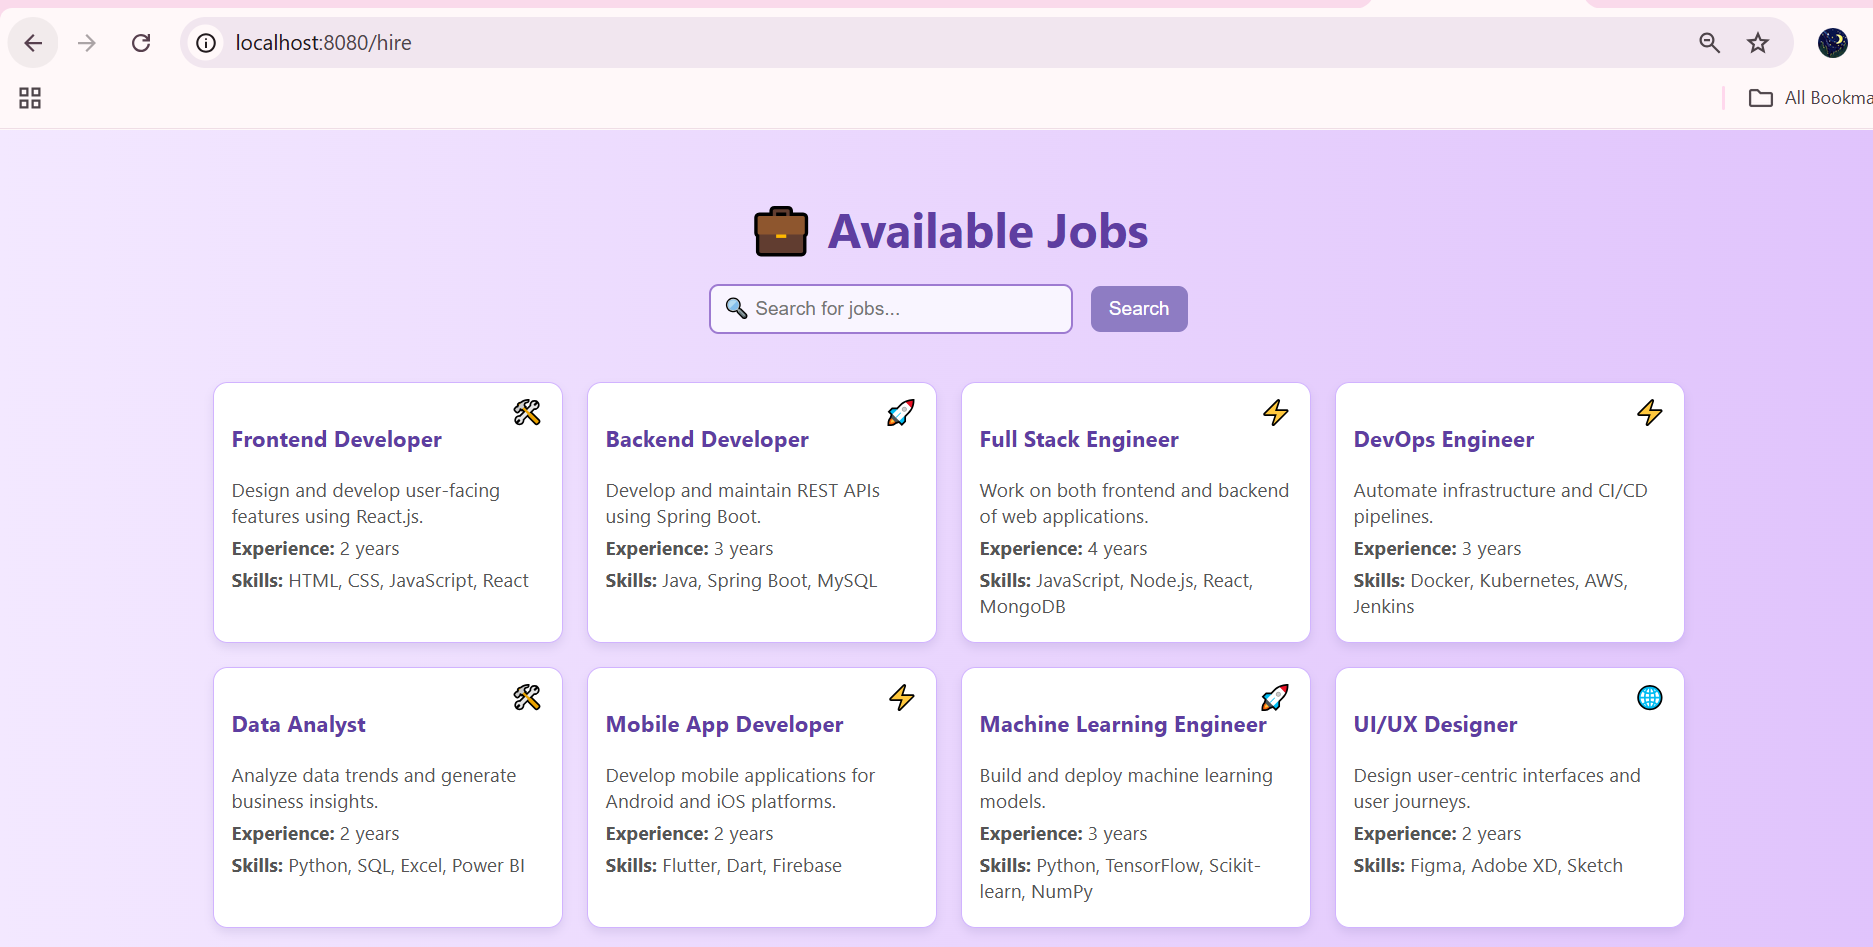 localhost:8080/hire
All Bookma
Available Jobs
Search for jobs...
Search
Frontend Developer
Design and develop user-facing
features using React.js.
Experience: 2 years
Skills: HTML, CSS, JavaScript, React
Backend Developer
Develop and maintain REST APIs
using Spring Boot.
Experience: 3 years
Skills: Java, Spring Boot, MySQL
Full Stack Engineer
Work on both frontend and backend
of web applications.
Experience: 4 years
Skills: JavaScript, Node.js, React,
MongoDB
DevOps Engineer
Automate infrastructure and CI/CD
pipelines.
Experience: 3 years
Skills: Docker, Kubernetes, AWS,
Jenkins
Data Analyst
Analyze data trends and generate
business insights.
Experience: 2 years
Skills: Python, SQL, Excel, Power BI
Mobile App Developer
Develop mobile applications for
Android and iOS platforms.
Experience: 2 years
Skills: Flutter, Dart, Firebase
Machine Learning Engineer
Build and deploy machine learning
models.
Experience: 3 years
Skills: Python, TensorFlow, Scikit-
learn, NumPy
UI/UX Designer
Design user-centric interfaces and
user journeys.
Experience: 2 years
Skills: Figma, Adobe XD, Sketch